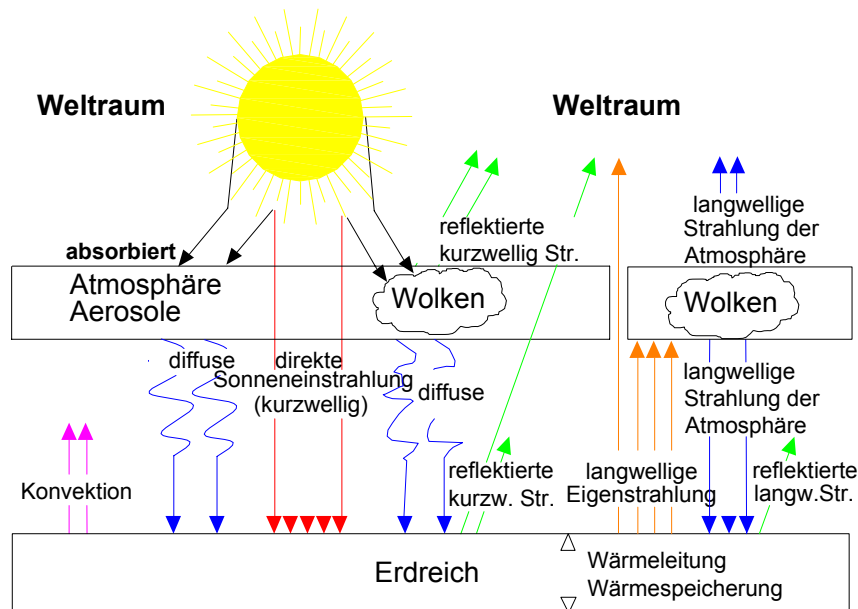 Weltraum
Weltraum
absorbiert
reflektierte
kurzwellig Str.
langwellige
Strahlung der
Atmosphäre
Atmosphäre
Aerosole
Wolken
Wolken
diffuse
direkte
Sonneneinstrahlung
(kurzwellig)
diffuse
langwellige
Strahlung der
Atmosphäre
Konvektion
reflektierte
kurzw. Str.
langwellige
Eigenstrahlung
reflektierte
langw.Str.
Erdreich
Wärmeleitung
Wärmespeicherung